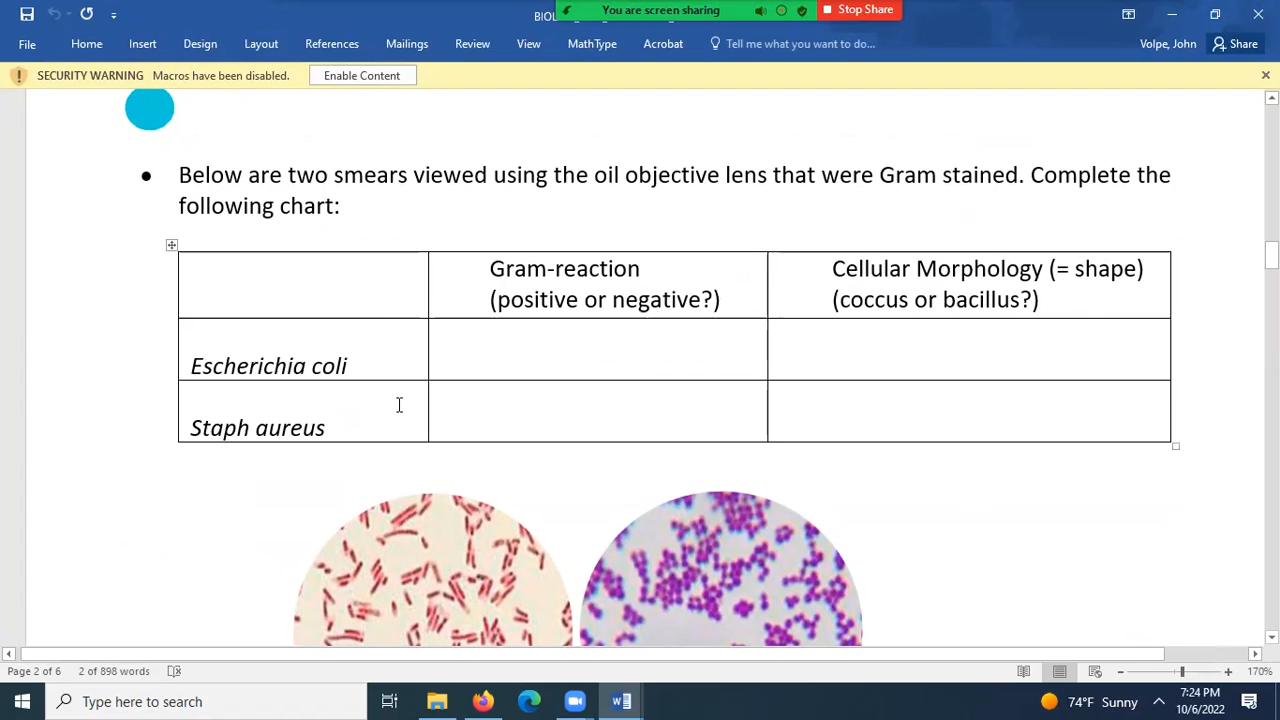 BIOL
You are screen sharing
Stop Share
File
Home
Insert
Design
Layout
References
Mailings
Review
View
MathType
Acrobat
Tell me what you want to do...
Volpe, John
Share
SECURITY WARNING Macros have been disabled.
Enable Content
• Below are two smears viewed using the oil objective lens that were Gram stained. Complete the
following chart:
Gram-reaction
(positive or negative?)
Cellular Morphology (= shape)
(coccus or bacillus?)
Escherichia coli
Staph aureus
Page 2 of 6
2 of 898 words
170%
Type here to search
74°F Sunny
7:24 PM
10/6/2022